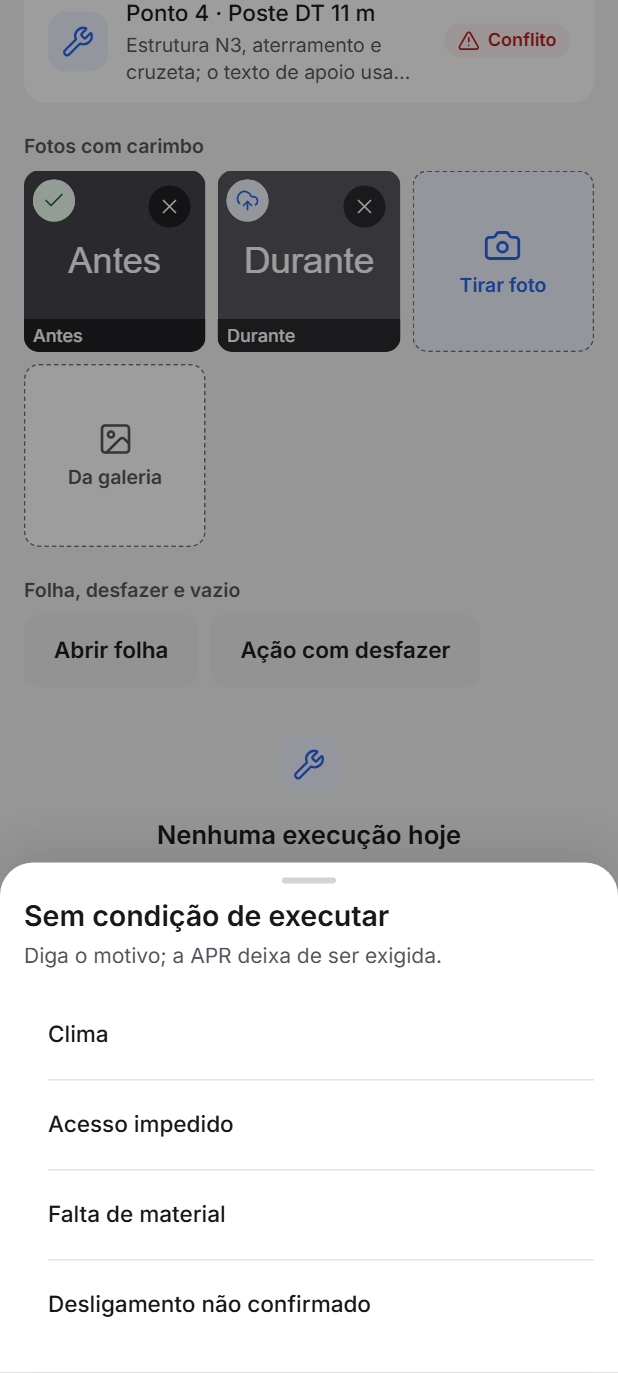 Ponto 4 · Poste DT 11 m
Estrutura N3, aterramento e
cruzeta; o texto de apoio usa...
Conflito
Fotos com carimbo
Antes
Antes
Durante
Durante
Tirar foto
Da galeria
Folha, desfazer e vazio
Abrir folha
Ação com desfazer
Nenhuma execução hoje
Sem condição de executar
Diga o motivo; a APR deixa de ser exigida.
Clima
Acesso impedido
Falta de material
Desligamento não confirmado